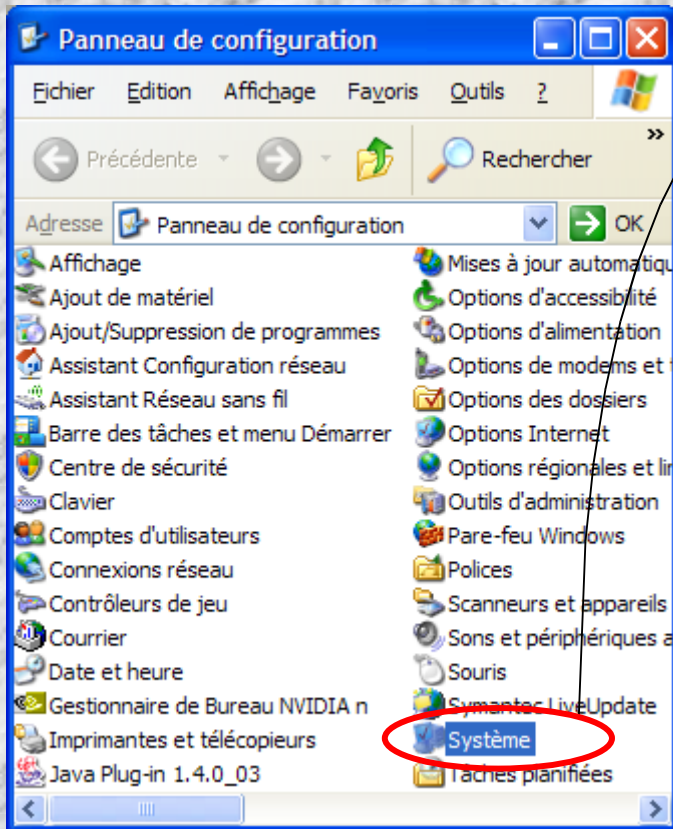 Panneau de configuration
Fichier Edition Affichage Favoris Outils ?
Précédente Rechercher »
Adresse Panneau de configuration OK
Affichage
Ajout de matériel
Ajout/Suppression de programmes
Assistant Configuration réseau
Assistant Réseau sans fil
Barre des tâches et menu Démarrer
Centre de sécurité
Clavier
Comptes d'utilisateurs
Connexions réseau
Contrôleurs de jeu
Courrier
Date et heure
Gestionnaire de Bureau NVIDIA n
Imprimantes et télécopieurs
Java Plug-in 1.4.0_03
Mises à jour automatiqu
Options d'accessibilité
Options d'alimentation
Options de modems et t
Options des dossiers
Options Internet
Options régionales et lin
Outils d'administration
Pare-feu Windows
Polices
Scanneurs et appareils
Sons et périphériques a
Souris
Symantec LiveUpdate
Système
Tâches planifiées